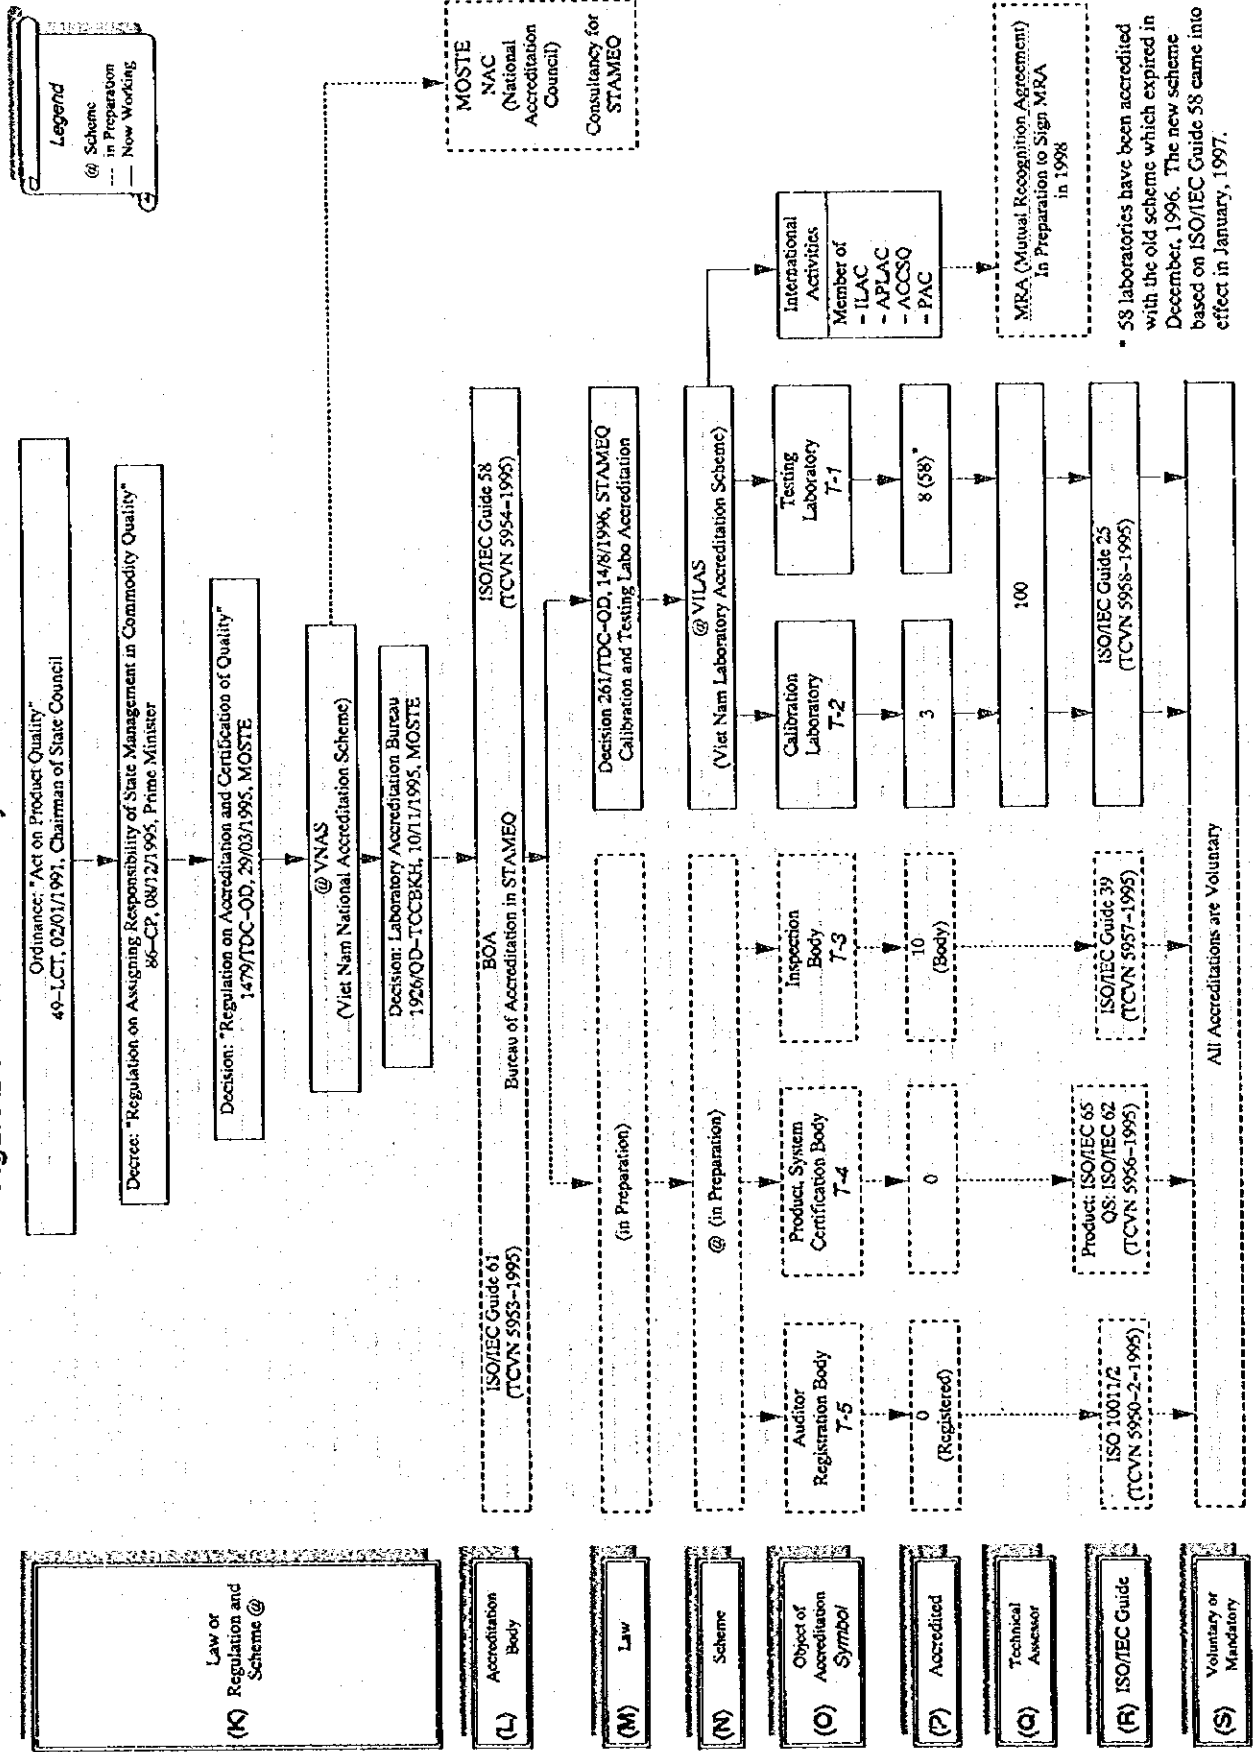 Legend
@ Scheme
--- in Preparation
— Now Working
(K) Law or
Regulation and
Scheme @
Ordinance: "Act on Product Quality"
49-LCT, 02/01/1991, Chairman of State Council
Decree: "Regulation on Assigning Responsibility of State Management in Commodity Quality"
86-CP, 08/12/1995, Prime Minister
Decision: "Regulation on Accreditation and Certification of Quality"
1479/TDC-QD, 29/03/1995, MOSTE
@ VNAS
(Viet Nam National Accreditation Scheme)
Decision: Laboratory Accreditation Bureau
1926/QD-TCCBKH, 10/11/1995, MOSTE
MOSTE
NAC
(National
Accreditation
Council)
Consultancy for
STAMEQ
(L) Accreditation
Body
ISO/IEC Guide 61
(TCVN 5953-1995)
BOA
Bureau of Accreditation in STAMEQ
ISO/IEC Guide 58
(TCVN 5954-1995)
(M) Law
(in Preparation)
Decision 261/TDC-QD, 14/8/1996, STAMEQ
Calibration and Testing Labo Accreditation
(N) Scheme
@ (in Preparation)
@ VILAS
(Viet Nam Laboratory Accreditation Scheme)
(O) Object of
Accreditation
Symbol
Auditor
Registration Body
T-5
Product, System
Certification Body
T-4
Inspection
Body
T-3
Calibration
Laboratory
T-2
Testing
Laboratory
T-1
International
Activities
Member of
- ILAC
- APLAC
- ACCSQ
- PAC
(P) Accredited
0
(Registered)
0
10
(Body)
3
8 (58)*
(Q) Technical
Assessor
100
MRA (Mutual Recognition Agreement)
In Preparation to Sign MRA
in 1998
(R) ISO/IEC Guide
ISO 10011/2
(TCVN 5950-2-1995)
Product: ISO/IEC 65
QS: ISO/IEC 62
(TCVN 5956-1995)
ISO/IEC Guide 39
(TCVN 5957-1995)
ISO/IEC Guide 25
(TCVN 5958-1995)
(S) Voluntary or
Mandatory
All Accreditations are Voluntary
* 58 laboratories have been accredited
with the old scheme which expired in
December, 1996. The new scheme
based on ISO/IEC Guide 58 came into
effect in January, 1997.